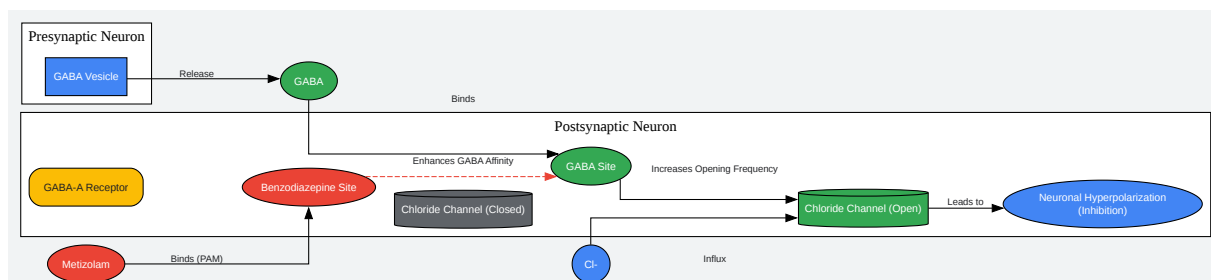 Presynaptic Neuron
GABA Vesicle
Release
GABA
Binds
Postsynaptic Neuron
Enhances GABA Affinity
GABA Site
Increases Opening Frequency
GABA-A Receptor
Benzodiazepine Site
Chloride Channel (Closed)
Chloride Channel (Open)
Leads to
Neuronal Hyperpolarization
(Inhibition)
Metizolam
Binds (PAM)
Cl-
Influx